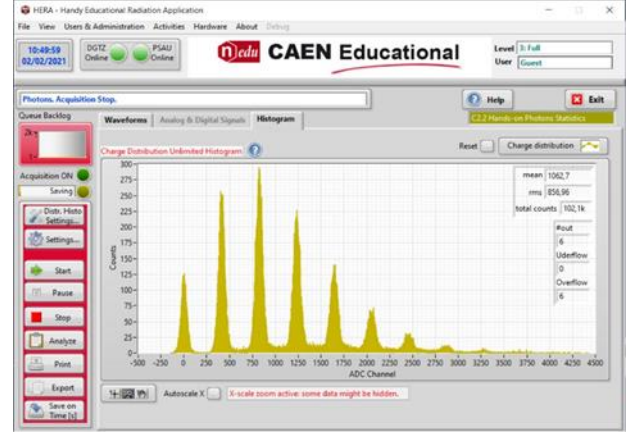 HERA - Handy Educational Radiation Application
File View Users & Administration Activities Hardware About Debug
10:49:59
02/02/2021
DGTZ
Online
PSAU
Online
n)edu CAEN Educational
Level 3: Full
User Guest
Photons. Acquisition Stop.
Help
Exit
Queue Backlog
Waveforms Analog & Digital Signals Histogram
C2.2 Hands-on Photons Statistics
2k
1
Charge Distribution Unlimited Histogram
Reset
Charge distribution
Acquisition ON
Saving
Distr. Histo
Settings...
Settings...
Start
Pause
Stop
Analyze
Print
Export
Save on
Time [s]
mean 1062,7
rms 856,96
total counts 102,1k
#out
6
Uderflow
0
Overflow
6
Counts
300
275
250
225
200
175
150
125
100
75
50
25
0
-500 -250 0 250 500 750 1000 1250 1500 1750 2000 2250 2500 2750 3000 3250 3500 3750 4000 4250 4500
ADC Channel
Autoscale X
X-scale zoom active: some data might be hidden.